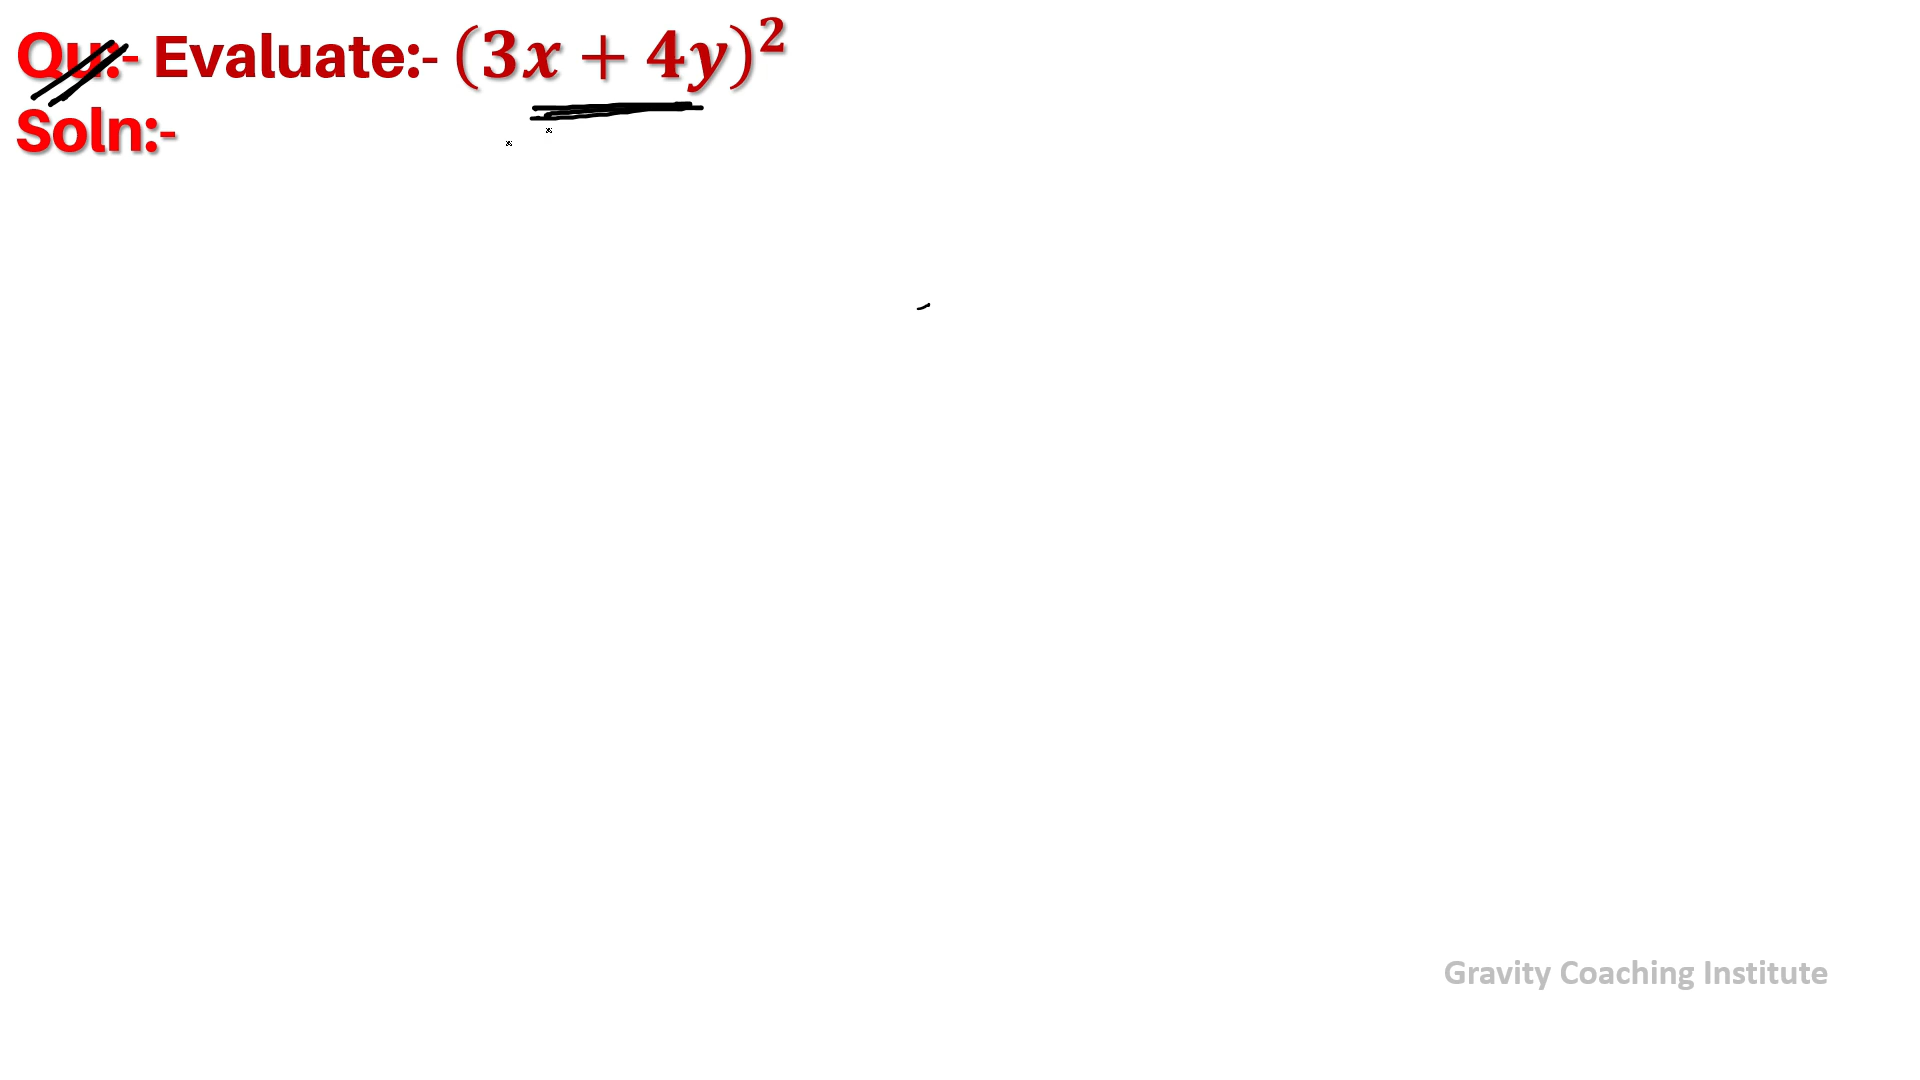 Qu:- Evaluate:- (3x + 4y)²
Soln:-
Gravity Coaching Institute